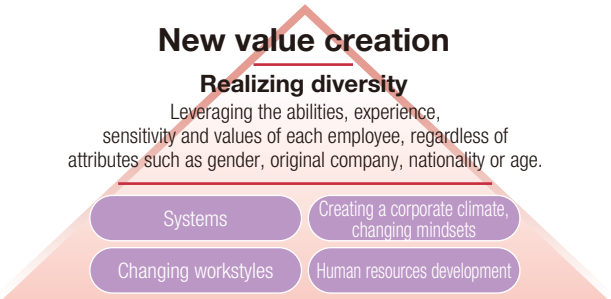 New value creation
Realizing diversity
Leveraging the abilities, experience,
sensitivity and values of each employee, regardless of
attributes such as gender, original company, nationality or age.
Systems
Creating a corporate climate,
changing mindsets
Changing workstyles
Human resources development